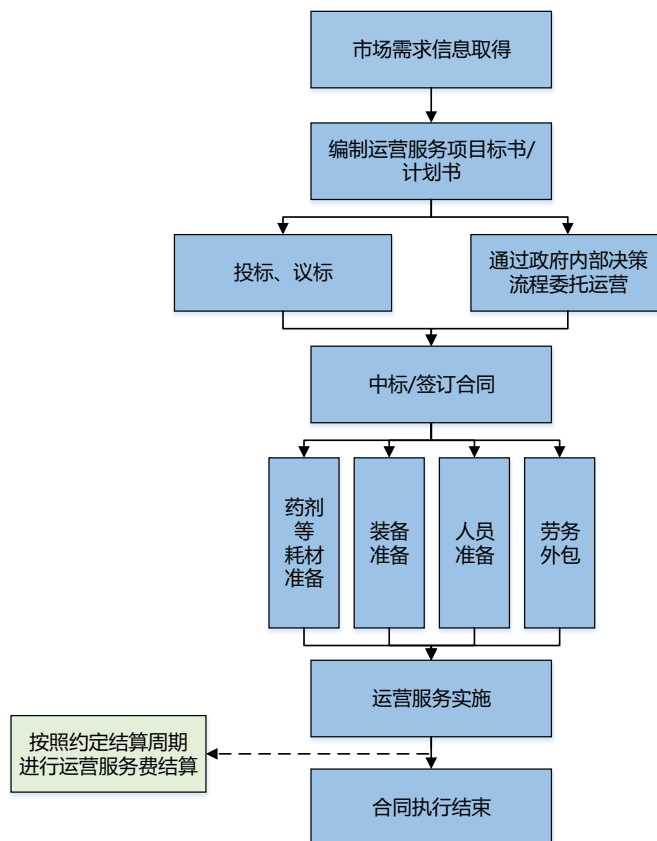 市场需求信息取得
编制运营服务项目标书/
计划书
投标、议标
通过政府内部决策
流程委托运营
中标/签订合同
药剂
等
耗材
准备
装备
准备
人员
准备
劳务
外包
运营服务实施
按照约定结算周期
进行运营服务费结算
合同执行结束